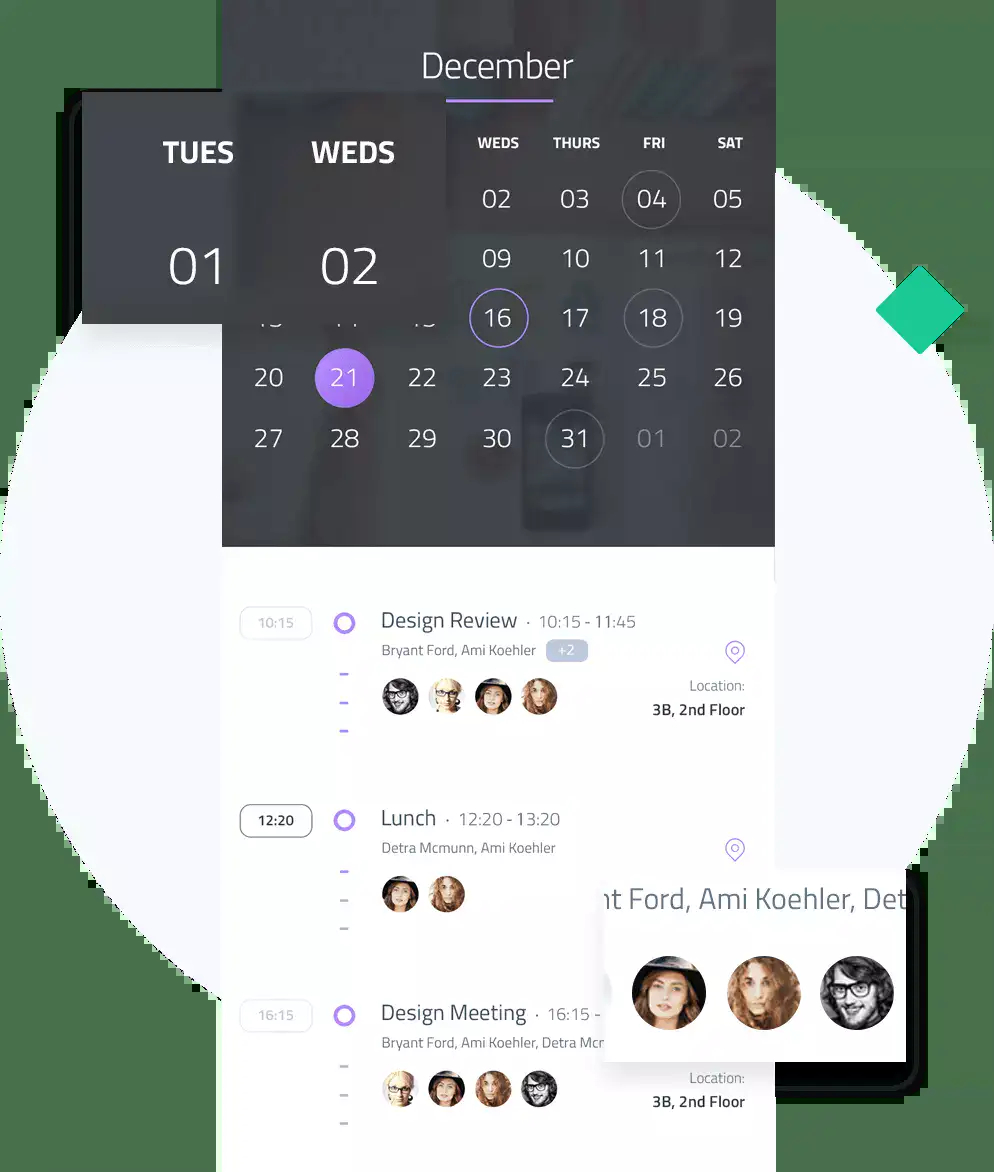 December
TUES WEDS
01 02
WEDS THURS FRI SAT
02 03 04 05
09 10 11 12
16 17 18 19
20 21 22 23 24 25 26
27 28 29 30 31 01 02
10:15 Design Review · 10:15 - 11:45
Bryant Ford, Ami Koehler +2
Location:
3B, 2nd Floor
12:20 Lunch · 12:20 - 13:20
Detra Mcmunn, Ami Koehler
nt Ford, Ami Koehler, Det
16:15 Design Meeting · 16:15 -
Bryant Ford, Ami Koehler, Detra Mc
Location:
3B, 2nd Floor